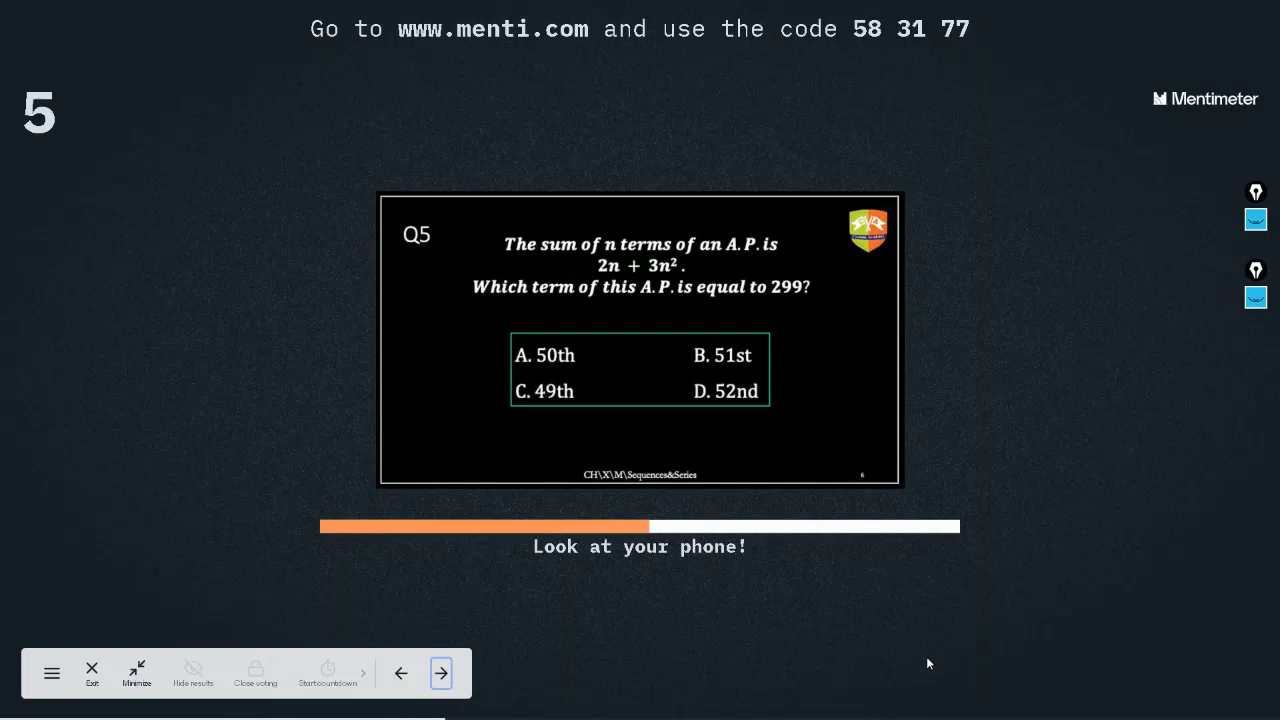 Go to www.menti.com and use the code 58 31 77
5
Mentimeter
Q5
The sum of n terms of an A.P. is
2n + 3n².
Which term of this A.P. is equal to 299?
A. 50th B. 51st
C. 49th D. 52nd
CH\X\M\Sequences&Series 6
Look at your phone!
Exit Minimize Hide results Close voting Start countdown